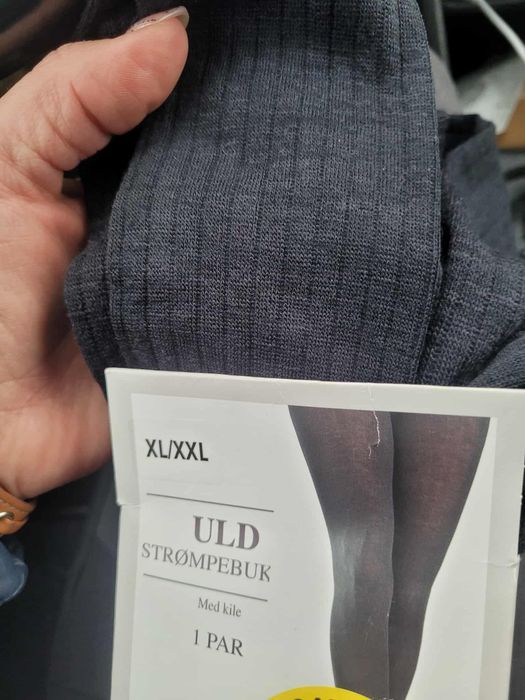 XL/XXL
ULD
STRØMPEBUK
Med kile
1 PAR